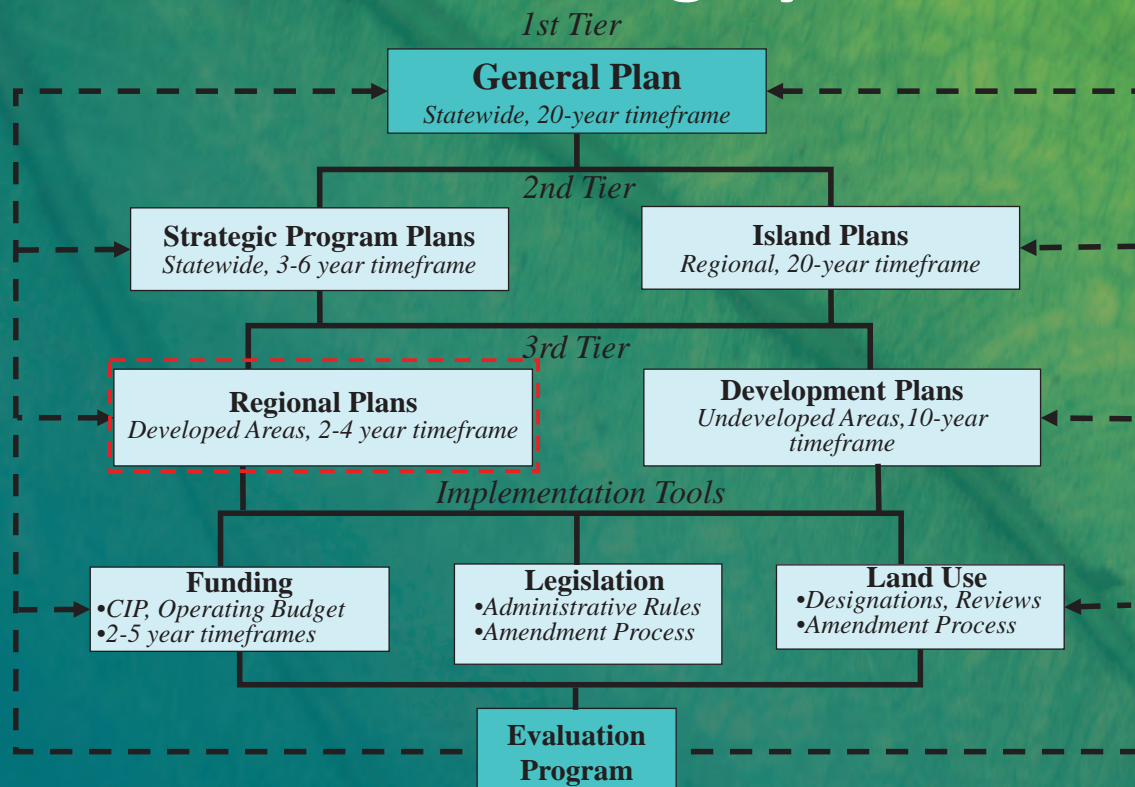 1st Tier
General Plan
Statewide, 20-year timeframe
2nd Tier
Strategic Program Plans
Statewide, 3-6 year timeframe
Island Plans
Regional, 20-year timeframe
3rd Tier
Regional Plans
Developed Areas, 2-4 year timeframe
Development Plans
Undeveloped Areas,10-year
timeframe
Implementation Tools
Funding
•CIP, Operating Budget
•2-5 year timeframes
Legislation
•Administrative Rules
•Amendment Process
Land Use
•Designations, Reviews
•Amendment Process
Evaluation
Program